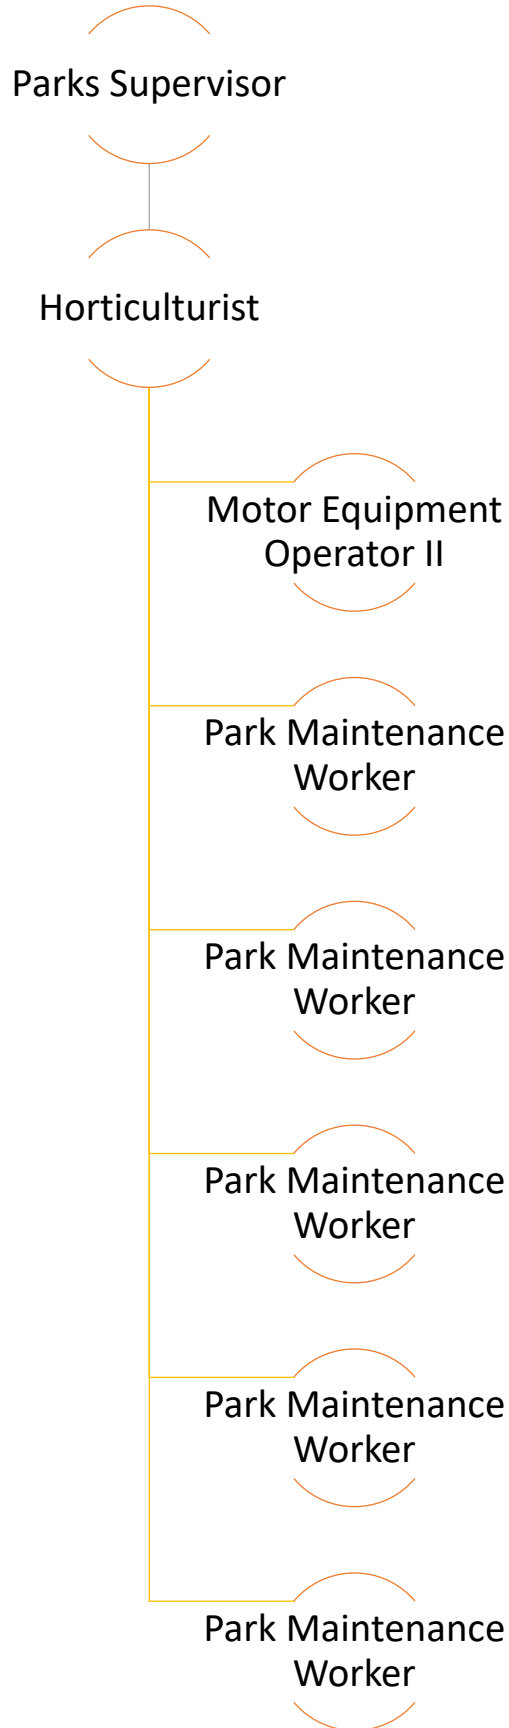 Parks Supervisor
Horticulturist
Motor Equipment
Operator II
Park Maintenance
Worker
Park Maintenance
Worker
Park Maintenance
Worker
Park Maintenance
Worker
Park Maintenance
Worker